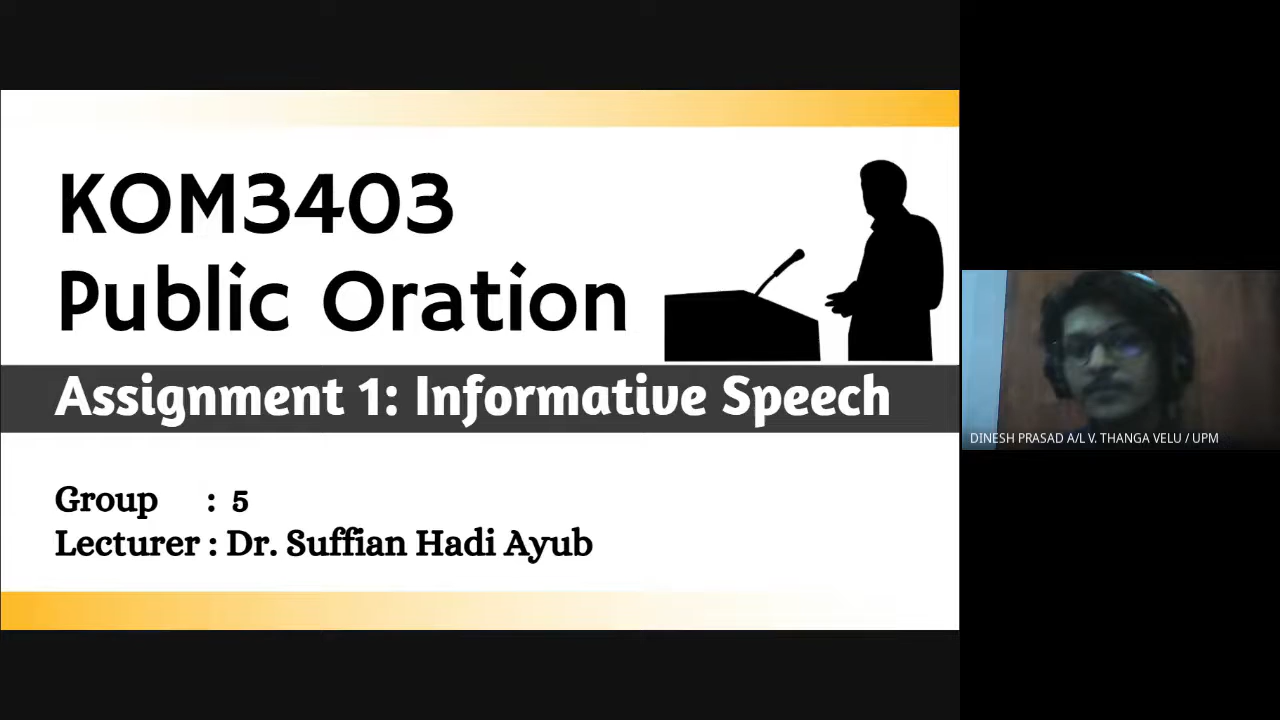 KOM3403
Public Oration
Assignment 1: Informative Speech
Group : 5
Lecturer : Dr. Suffian Hadi Ayub
DINESH PRASAD A/L V. THANGA VELU / UPM